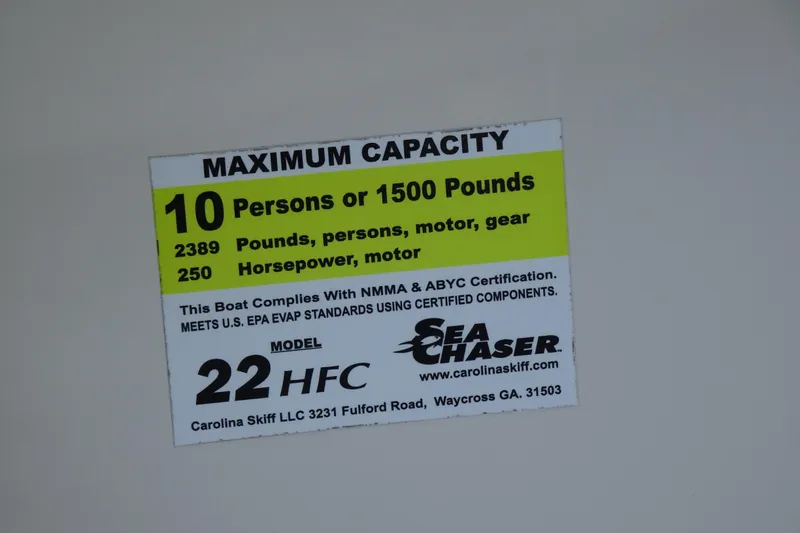 MAXIMUM CAPACITY
10 Persons or 1500 Pounds
2389 Pounds, persons, motor, gear
250 Horsepower, motor
This Boat Complies With NMMA & ABYC Certification.
MEETS U.S. EPA EVAP STANDARDS USING CERTIFIED COMPONENTS.
MODEL
22 HFC
SEA CHASER
www.carolinaskiff.com
Carolina Skiff LLC 3231 Fulford Road, Waycross GA. 31503